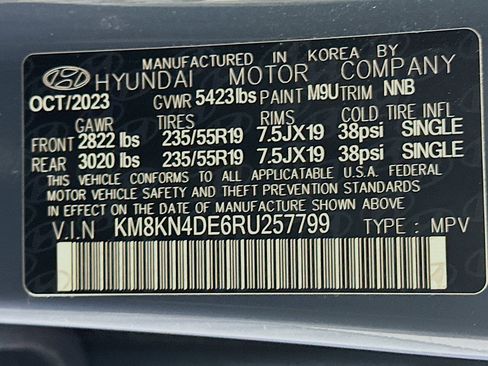 MANUFACTURED IN KOREA BY
HYUNDAI MOTOR COMPANY
OCT/2023 GVWR 5423lbs PAINT M9U TRIM NNB
GAWR TIRES RIMS COLD TIRE INFL
FRONT 2822 lbs 235/55R19 7.5JX19 38psi SINGLE
REAR 3020 lbs 235/55R19 7.5JX19 38psi SINGLE
THIS VEHICLE CONFORMS TO ALL APPLICATABLE U.S.A. FEDERAL
MOTOR VEHICLE SAFETY AND THEFT PREVENTION
STANDARDS IN EFFECT ON THE DATE OF
MANUFACTURE SHOWN ABOVE
V.I.N KM8KN4DE6RU257799 TYPE : MPV